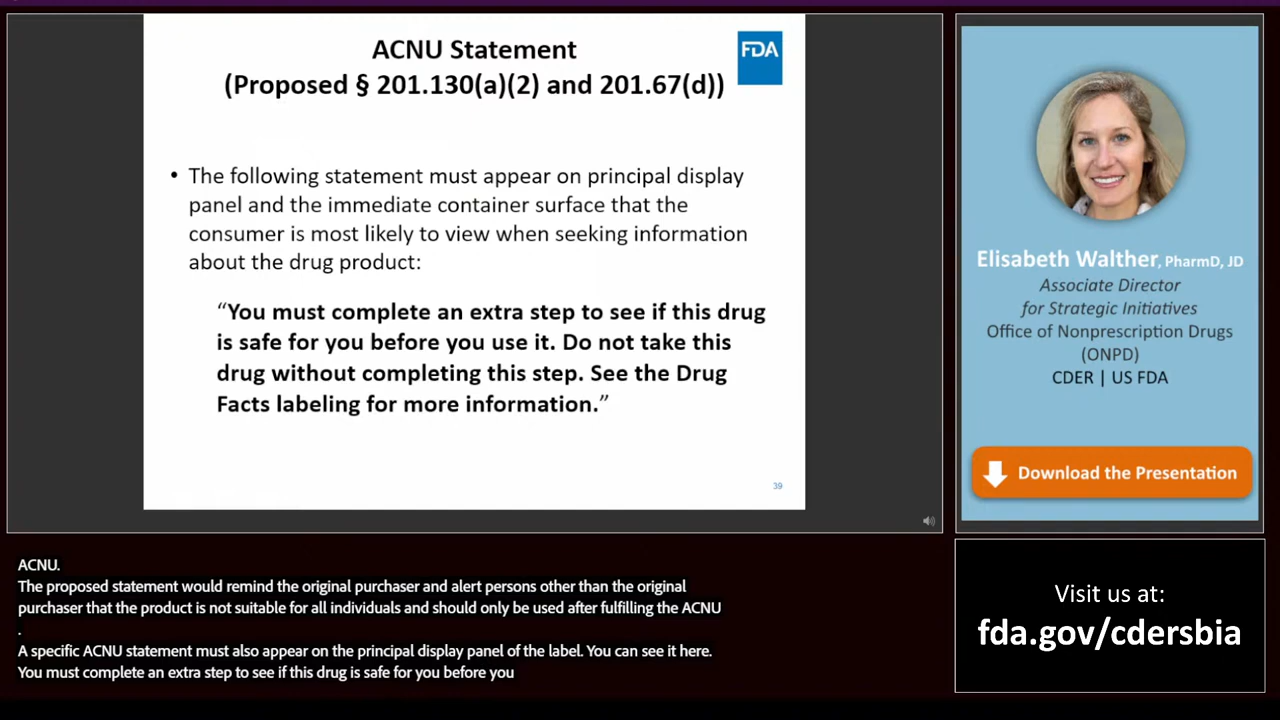 ACNU Statement
(Proposed § 201.130(a)(2) and 201.67(d))
FDA
• The following statement must appear on principal display
panel and the immediate container surface that the
consumer is most likely to view when seeking information
about the drug product:
“You must complete an extra step to see if this drug
is safe for you before you use it. Do not take this
drug without completing this step. See the Drug
Facts labeling for more information.”
39
Elisabeth Walther, PharmD, JD
Associate Director
for Strategic Initiatives
Office of Nonprescription Drugs
(ONPD)
CDER | US FDA
Download the Presentation
ACNU.
The proposed statement would remind the original purchaser and alert persons other than the original
purchaser that the product is not suitable for all individuals and should only be used after fulfilling the ACNU
.
A specific ACNU statement must also appear on the principal display panel of the label. You can see it here.
You must complete an extra step to see if this drug is safe for you before you
Visit us at:
fda.gov/cdersbia